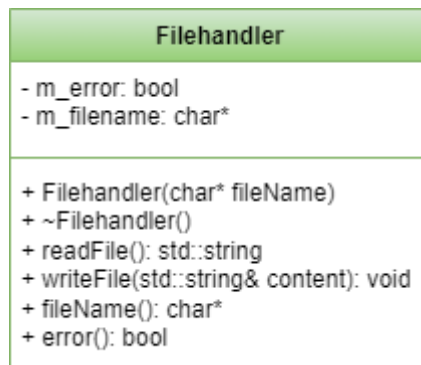 Filehandler
- m_error: bool
- m_filename: char*
+ Filehandler(char* fileName)
+ ~Filehandler()
+ readFile(): std::string
+ writeFile(std::string& content): void
+ fileName(): char*
+ error(): bool